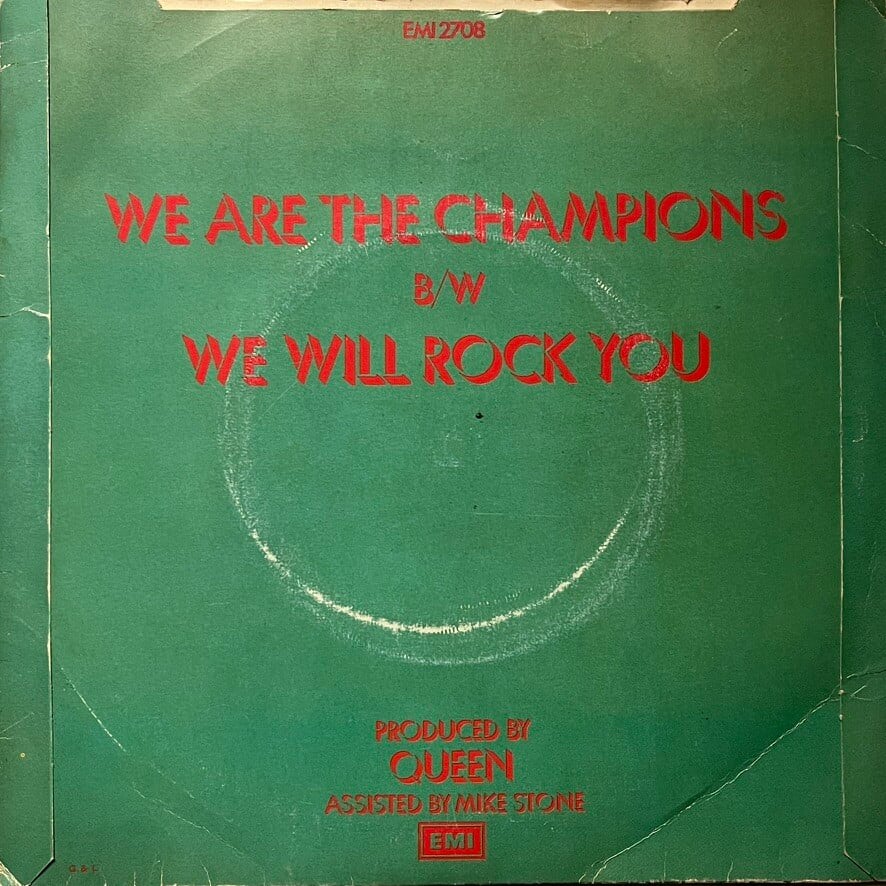 EMI 2708
WE ARE THE CHAMPIONS
B/W
WE WILL ROCK YOU
PRODUCED BY
QUEEN
ASSISTED BY MIKE STONE
EMI
G & L